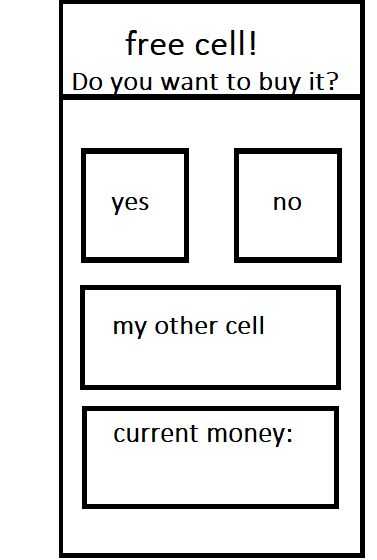 free cell!
Do you want to buy it?
yes
no
my other cell
current money: